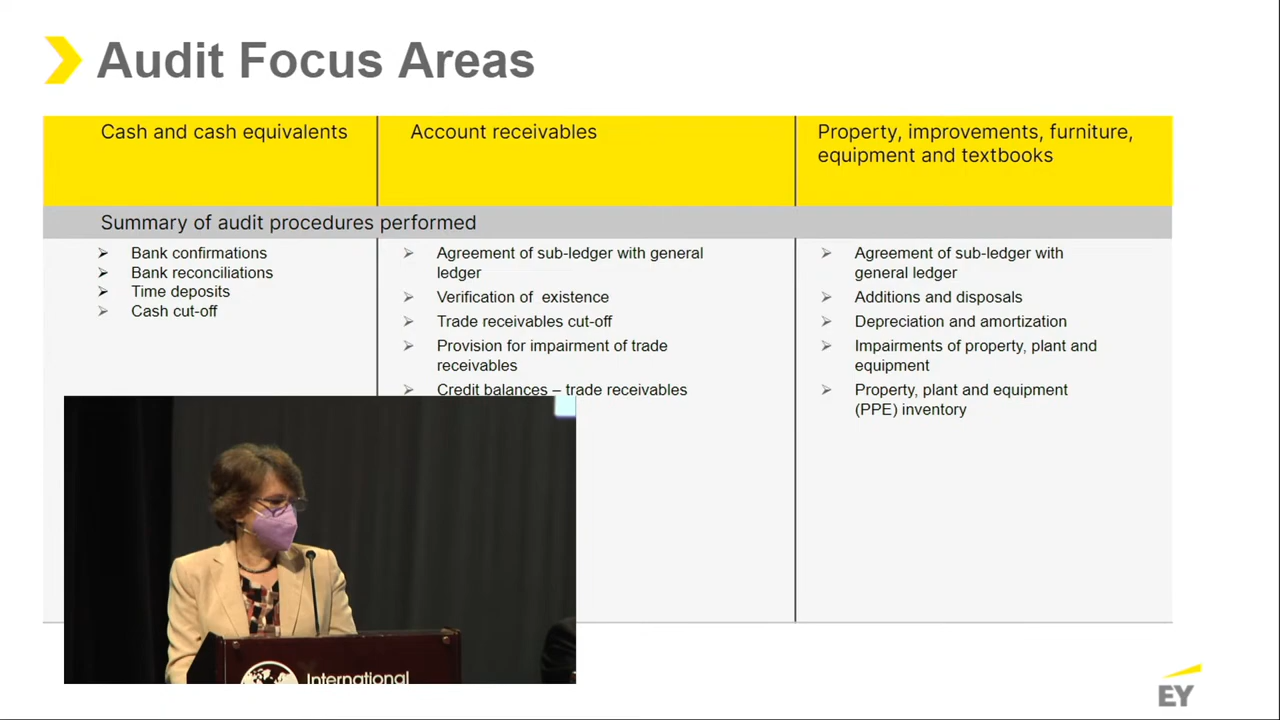 Audit Focus Areas
Cash and cash equivalents
Account receivables
Property, improvements, furniture,
equipment and textbooks
Summary of audit procedures performed
Bank confirmations
Bank reconciliations
Time deposits
Cash cut-off
Agreement of sub-ledger with general
ledger
Verification of existence
Trade receivables cut-off
Provision for impairment of trade
receivables
Credit balances – trade receivables
Agreement of sub-ledger with
general ledger
Additions and disposals
Depreciation and amortization
Impairments of property, plant and
equipment
Property, plant and equipment
(PPE) inventory
International
EY